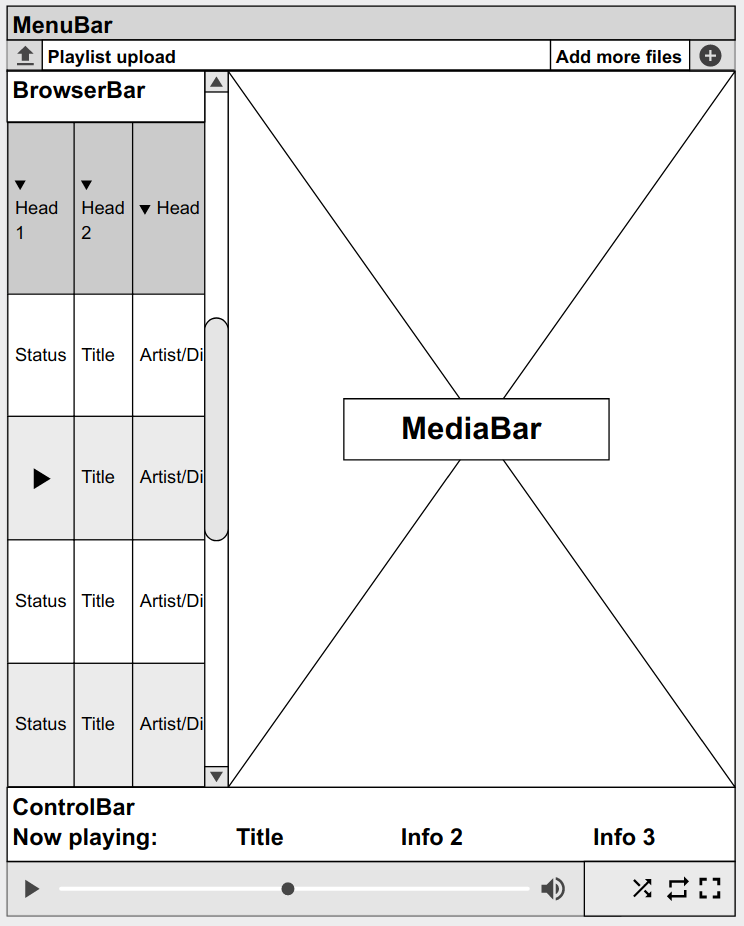 MenuBar
Playlist upload
Add more files
BrowserBar
Head
1
Head
2
Head
Status
Title
Artist/Di
Title
Artist/Di
Status
Title
Artist/Di
Status
Title
Artist/Di
MediaBar
ControlBar
Now playing:
Title
Info 2
Info 3